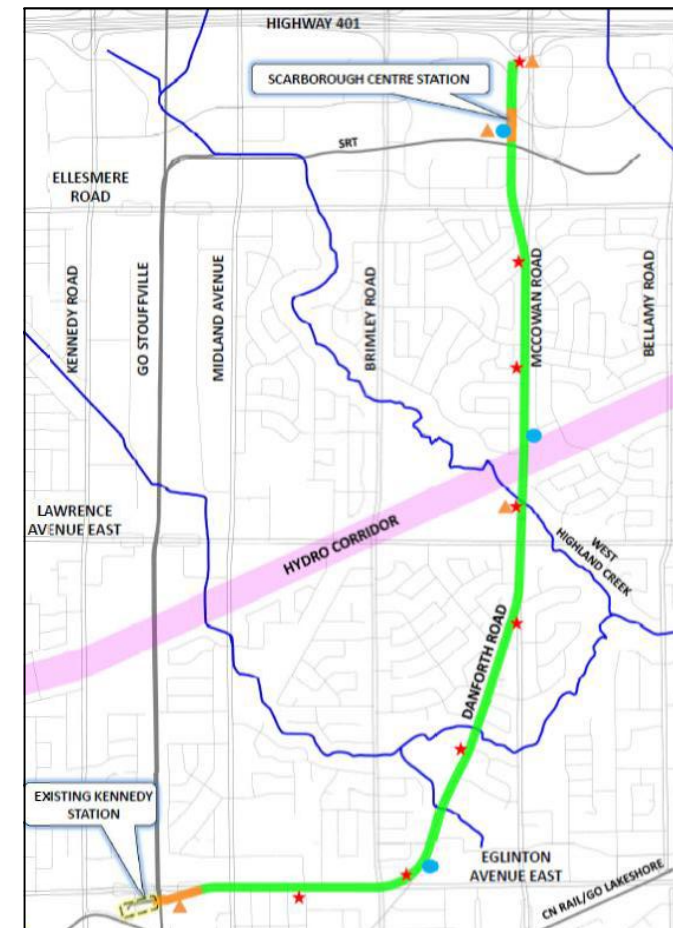 HIGHWAY 401
SCARBOROUGH CENTRE STATION
SRT
ELLESMERE
ROAD
KENNEDY ROAD
GO STOUFFVILLE
MIDLAND AVENUE
BRIMLEY ROAD
MCCOWAN ROAD
BELLAMY ROAD
LAWRENCE
AVENUE EAST
HYDRO CORRIDOR
WEST
HIGHLAND CREEK
DANFORTH ROAD
EXISTING KENNEDY
STATION
EGLINTON
AVENUE EAST
CN RAIL/GO LAKESHORE